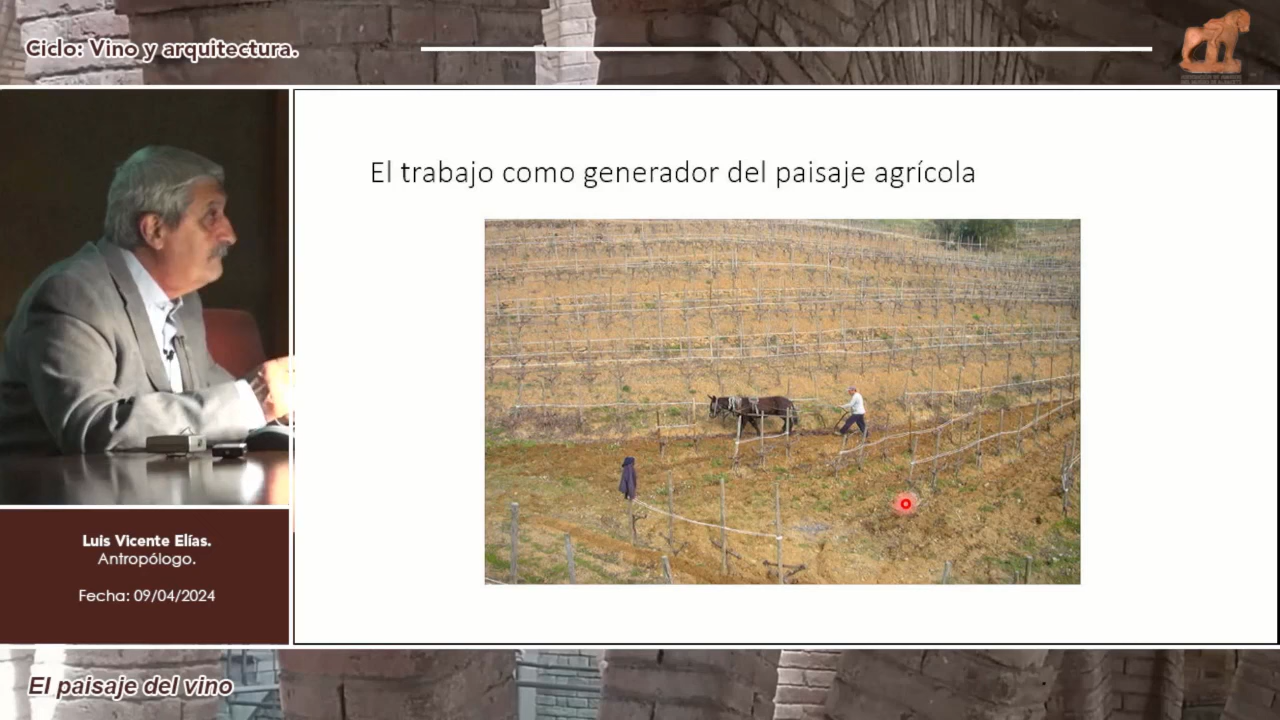 Ciclo: Vino y arquitectura.
El trabajo como generador del paisaje agrícola
Luis Vicente Elías.
Antropólogo.
Fecha: 09/04/2024
El paisaje del vino